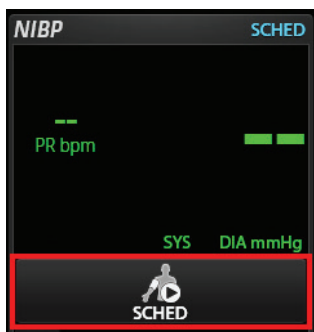 NIBP SCHED
--
PR bpm
-- 
SYS DIA mmHg
SCHED